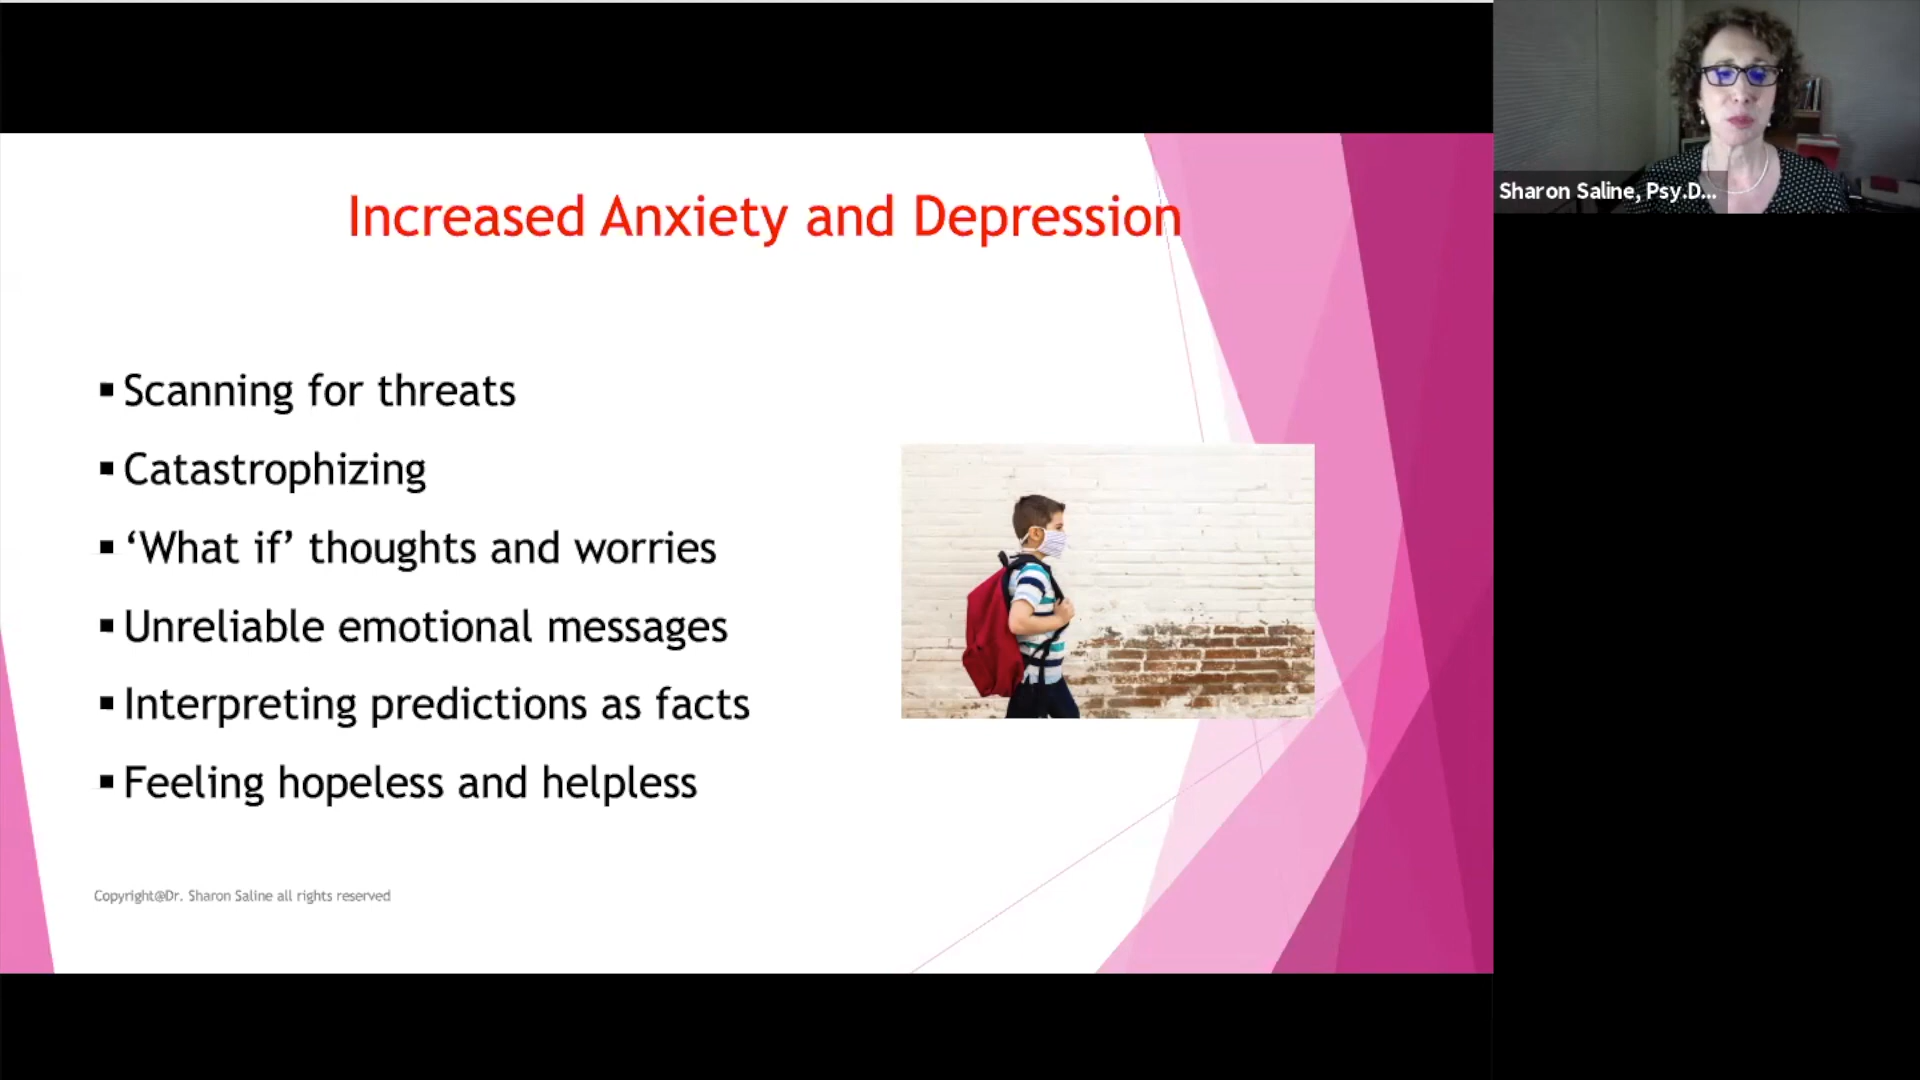 Increased Anxiety and Depression
Sharon Saline, Psy.D...
▪ Scanning for threats
▪ Catastrophizing
▪ ‘What if’ thoughts and worries
▪ Unreliable emotional messages
▪ Interpreting predictions as facts
▪ Feeling hopeless and helpless
Copyright@Dr. Sharon Saline all rights reserved